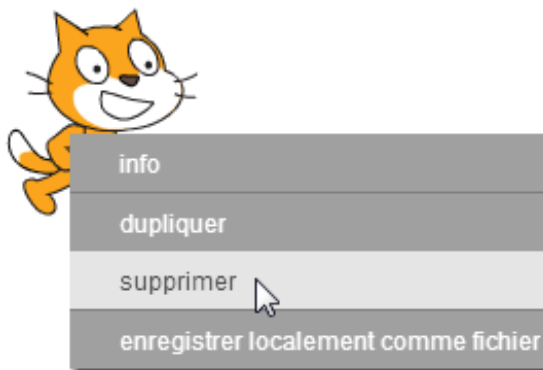 info
dupliquer
supprimer
enregistrer localement comme fichier